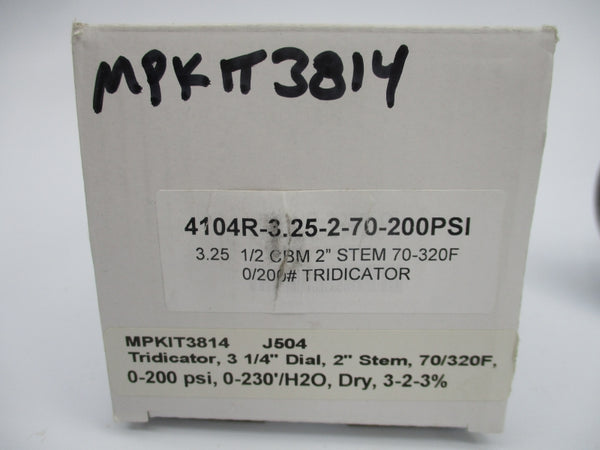 MPKIT3814
4104R-3.25-2-70-200PSI
3.25 1/2 CBM 2" STEM 70-320F
0/200# TRIDICATOR
MPKIT3814 J504
Tridicator, 3 1/4" Dial, 2" Stem, 70/320F,
0-200 psi, 0-230'/H2O, Dry, 3-2-3%